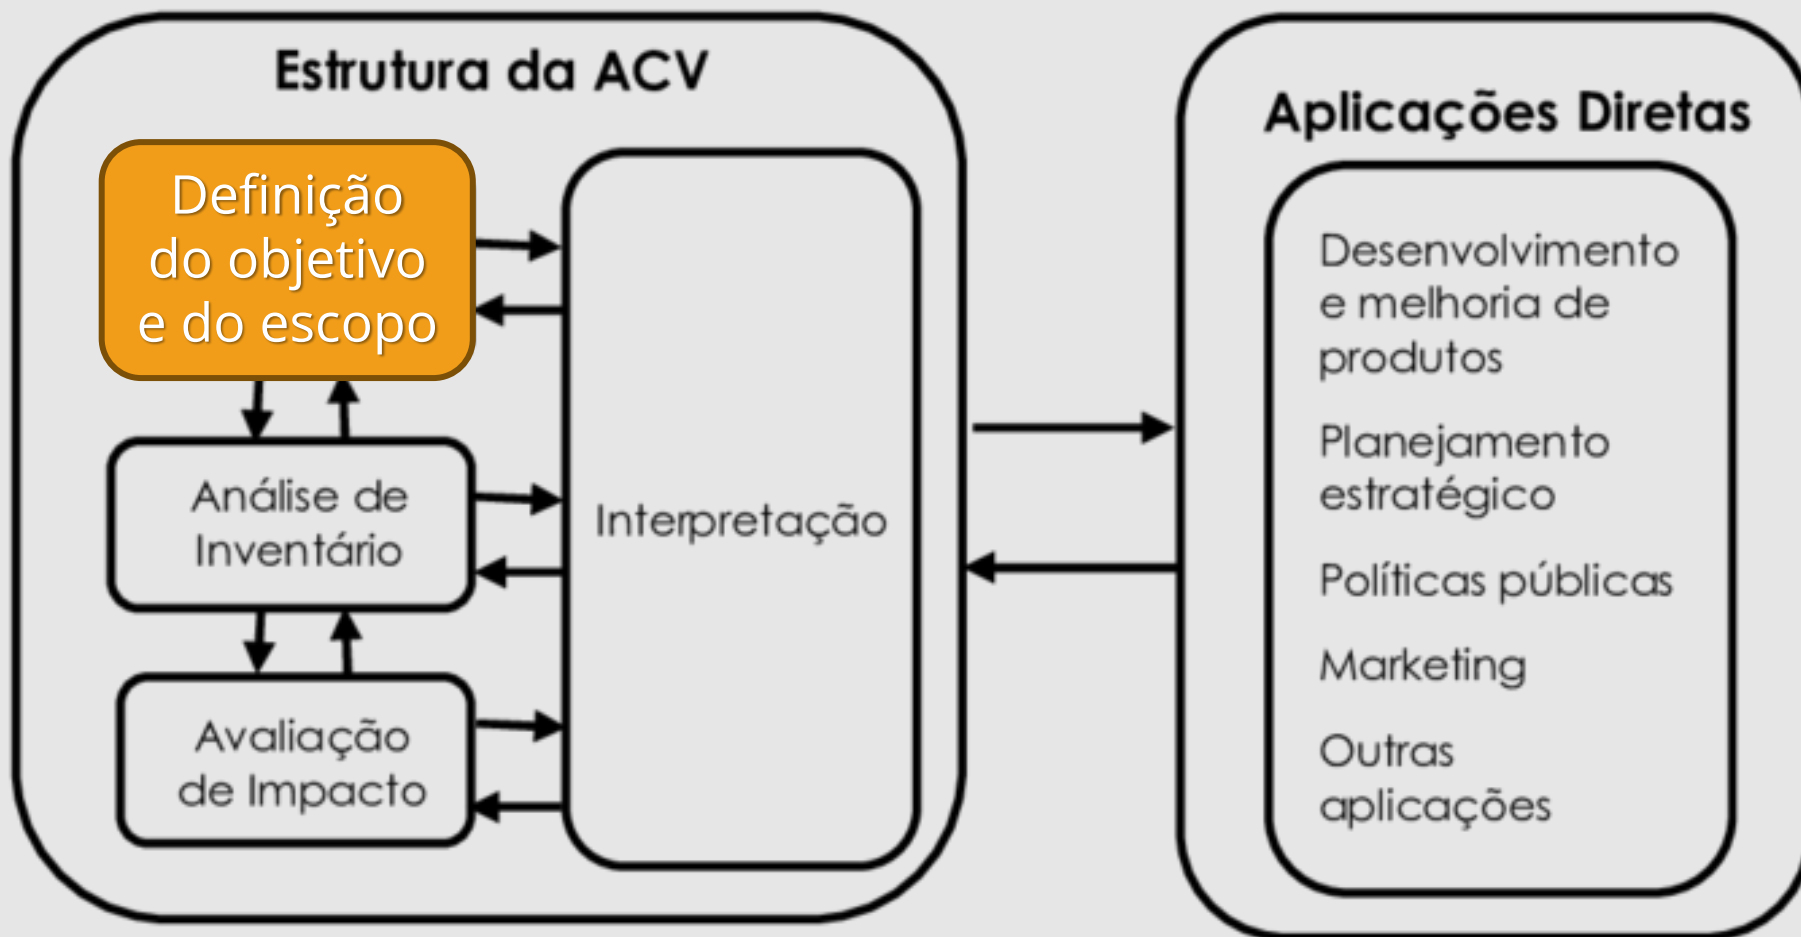 Estrutura da ACV
Definição
do objetivo
e do escopo
Análise de
Inventário
Avaliação
de Impacto
Interpretação
Aplicações Diretas
Desenvolvimento
e melhoria de
produtos
Planejamento
estratégico
Políticas públicas
Marketing
Outras
aplicações